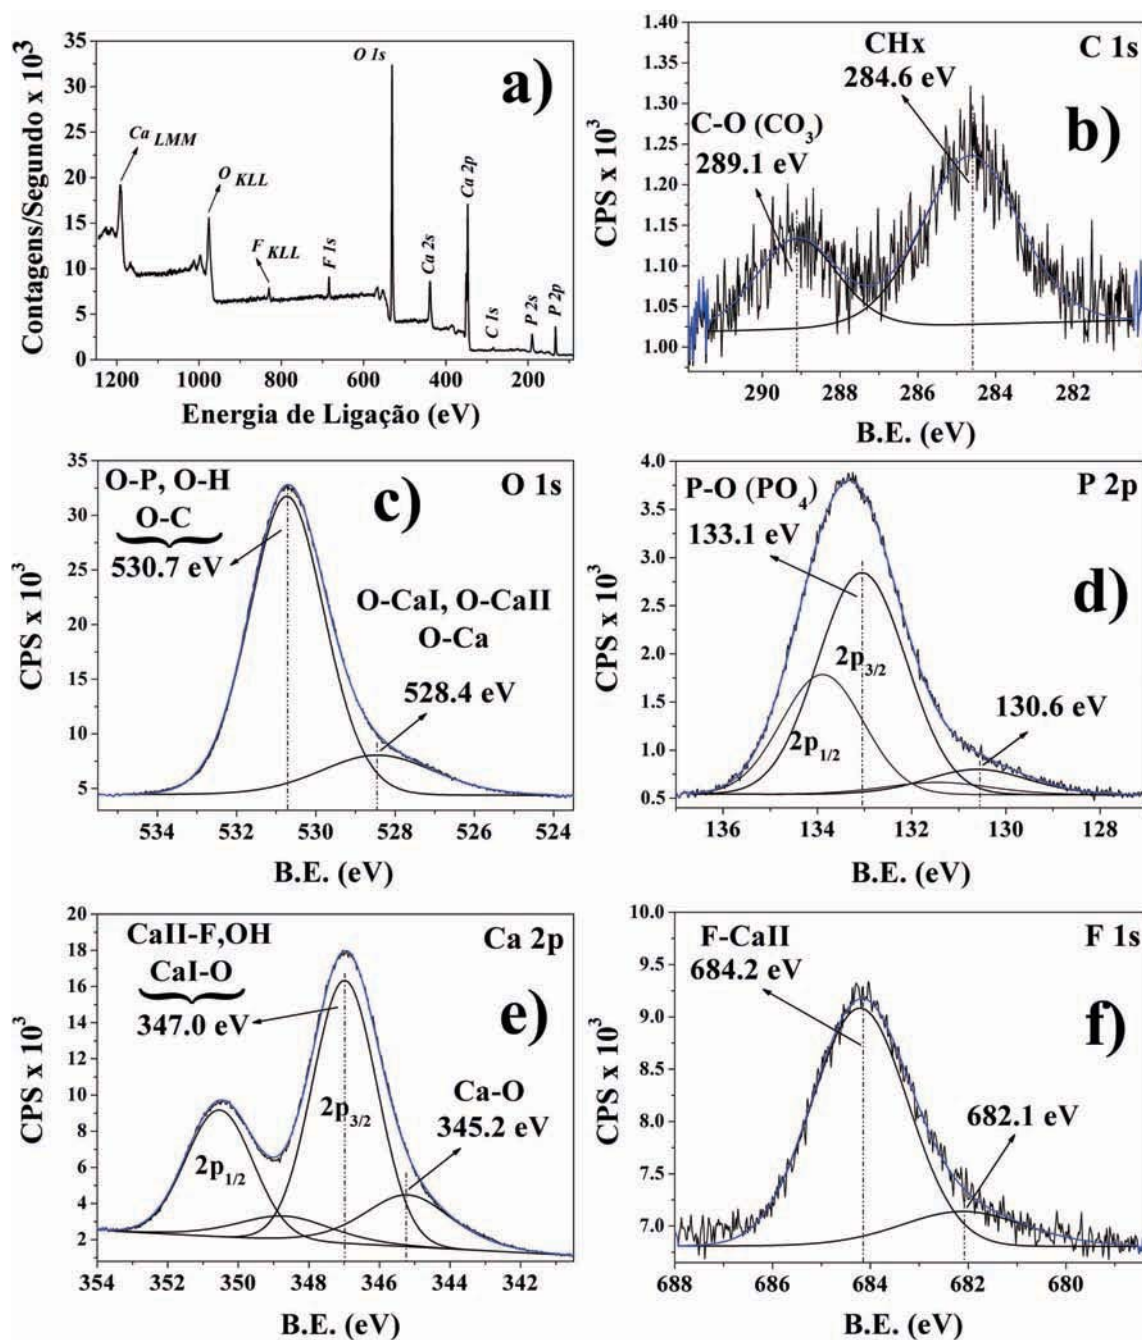 a)
Contagens/Segundo x 10³
35
30
25
20
15
10
5
0
Ca LMM
O KLL
F KLL
F 1s
O 1s
Ca 2s
Ca 2p
C 1s
P 2s
P 2p
1200 1000 800 600 400 200
Energia de Ligação (eV)
b)
C 1s
CPS x 10³
1.40
1.35
1.30
1.25
1.20
1.15
1.10
1.05
1.00
CHx
284.6 eV
C-O (CO₃)
289.1 eV
290 288 286 284 282
B.E. (eV)
c)
O 1s
CPS x 10³
35
30
33
22
17
13
8
5
O-P, O-H
O-C
530.7 eV
O-CaI, O-CaII
O-Ca
528.4 eV
534 532 530 528 526 524
B.E. (eV)
d)
P 2p
CPS x 10³
4.0
3.5
3.0
2.5
2.0
1.5
1.0
0.5
P-O (PO₄)
133.1 eV
2p₃/₂
2p₁/₂
130.6 eV
136 134 132 130 128
B.E. (eV)
e)
Ca 2p
CPS x 10³
20
18
16
14
12
10
8
6
4
2
CaII-F,OH
CaI-O
347.0 eV
2p₃/₂
2p₁/₂
Ca-O
345.2 eV
354 352 350 348 346 344 342
B.E. (eV)
f)
F 1s
CPS x 10³
10.0
9.5
9.0
8.5
8.0
7.5
7.0
F-CaII
684.2 eV
682.1 eV
688 686 684 682 680
B.E. (eV)